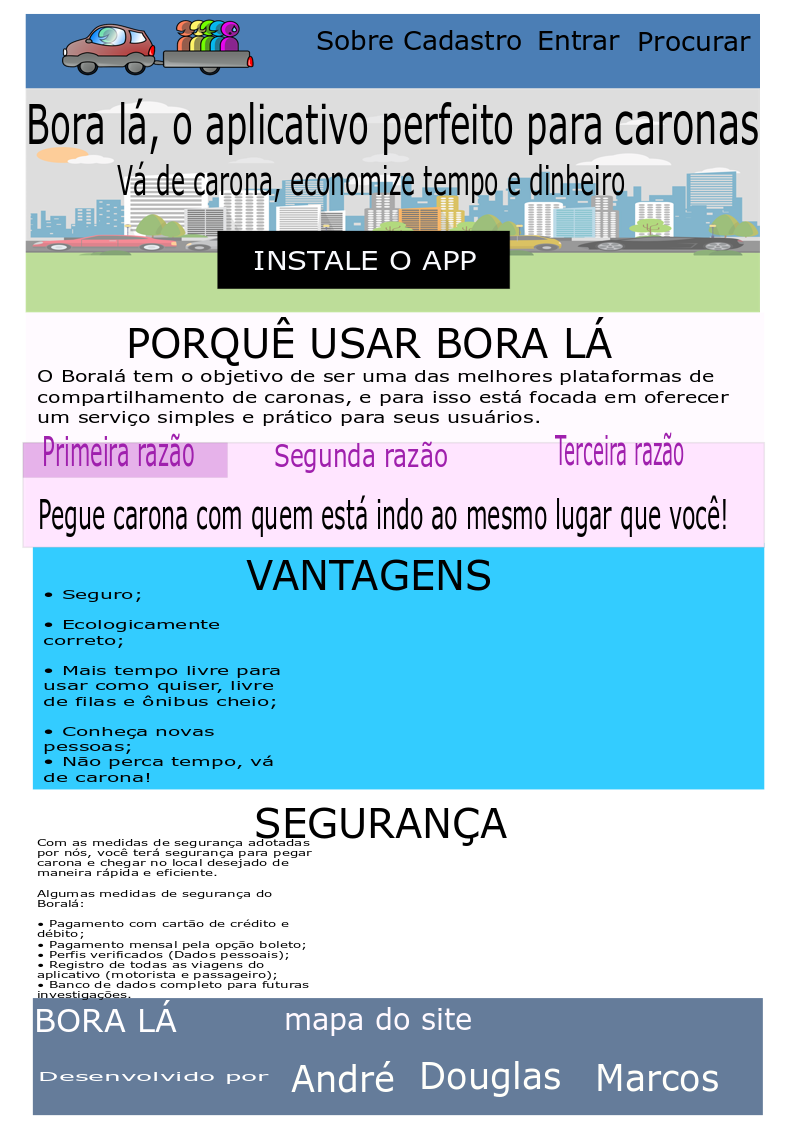 Sobre Cadastro Entrar Procurar
Bora lá, o aplicativo perfeito para caronas
Vá de carona, economize tempo e dinheiro
INSTALE O APP
PORQUÊ USAR BORA LÁ
O Boralá tem o objetivo de ser uma das melhores plataformas de
compartilhamento de caronas, e para isso está focada em oferecer
um serviço simples e prático para seus usuários.
Primeira razão Segunda razão Terceira razão
Pegue carona com quem está indo ao mesmo lugar que você!
VANTAGENS
• Seguro;
• Ecologicamente
correto;
• Mais tempo livre para
usar como quiser, livre
de filas e ônibus cheio;
• Conheça novas
pessoas;
• Não perca tempo, vá
de carona!
SEGURANÇA
Com as medidas de segurança adotadas
por nós, você terá segurança para pegar
carona e chegar no local desejado de
maneira rápida e eficiente.
Algumas medidas de segurança do
Boralá:
• Pagamento com cartão de crédito e
débito;
• Pagamento mensal pela opção boleto;
• Perfis verificados (Dados pessoais);
• Registro de todas as viagens do
aplicativo (motorista e passageiro);
• Banco de dados completo para futuras
investigações.
BORA LÁ mapa do site
Desenvolvido por André Douglas Marcos